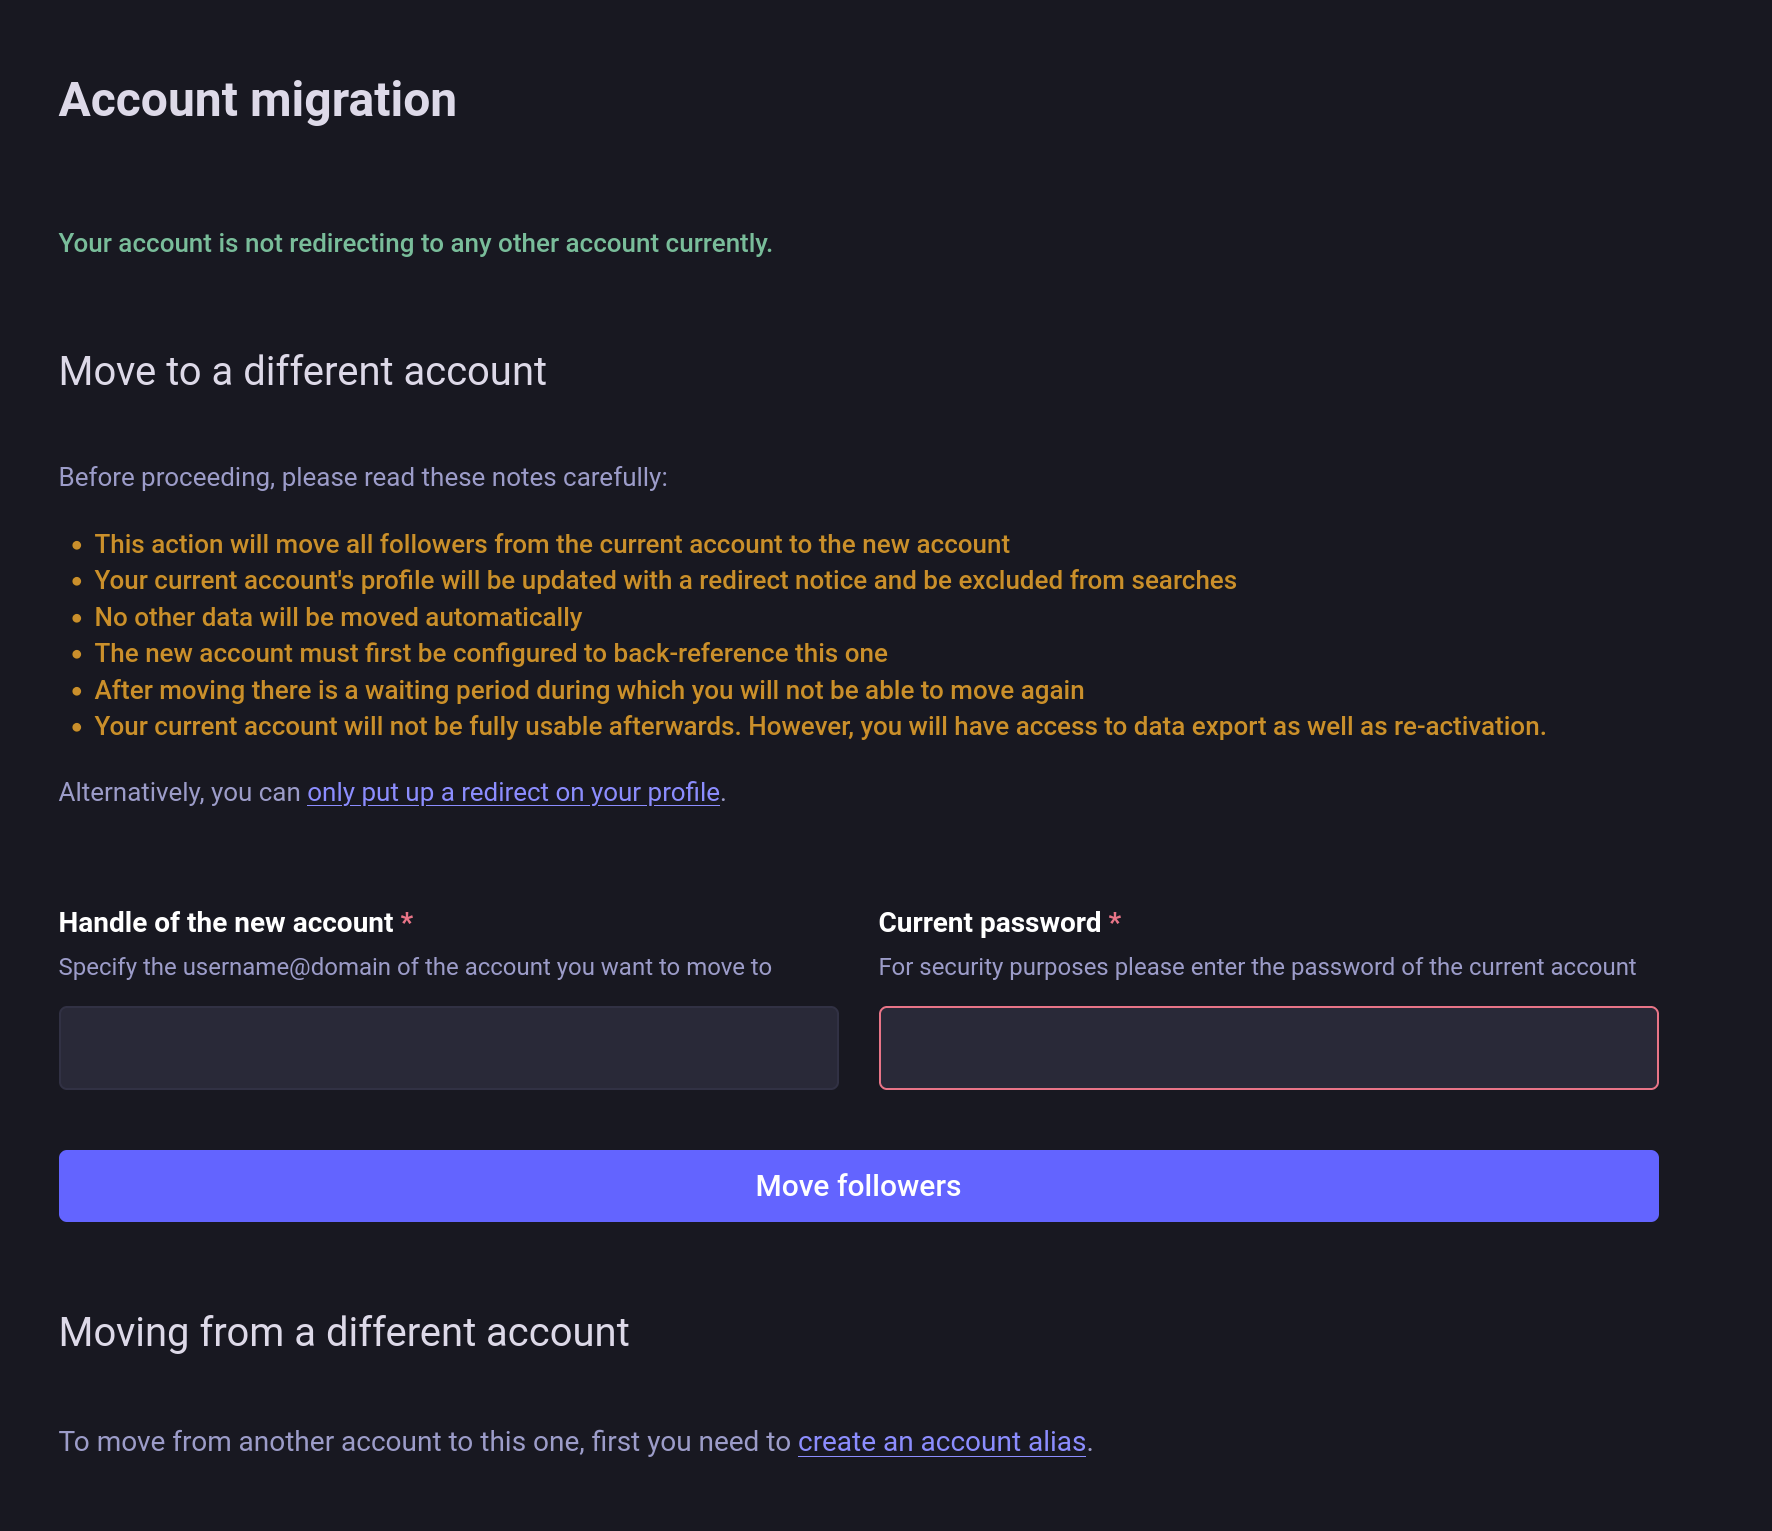 Account migration
Your account is not redirecting to any other account currently.
Move to a different account
Before proceeding, please read these notes carefully:
• This action will move all followers from the current account to the new account
• Your current account's profile will be updated with a redirect notice and be excluded from searches
• No other data will be moved automatically
• The new account must first be configured to back-reference this one
• After moving there is a waiting period during which you will not be able to move again
• Your current account will not be fully usable afterwards. However, you will have access to data export as well as re-activation.
Alternatively, you can only put up a redirect on your profile.
Handle of the new account *
Specify the username@domain of the account you want to move to
Current password *
For security purposes please enter the password of the current account
Move followers
Moving from a different account
To move from another account to this one, first you need to create an account alias.